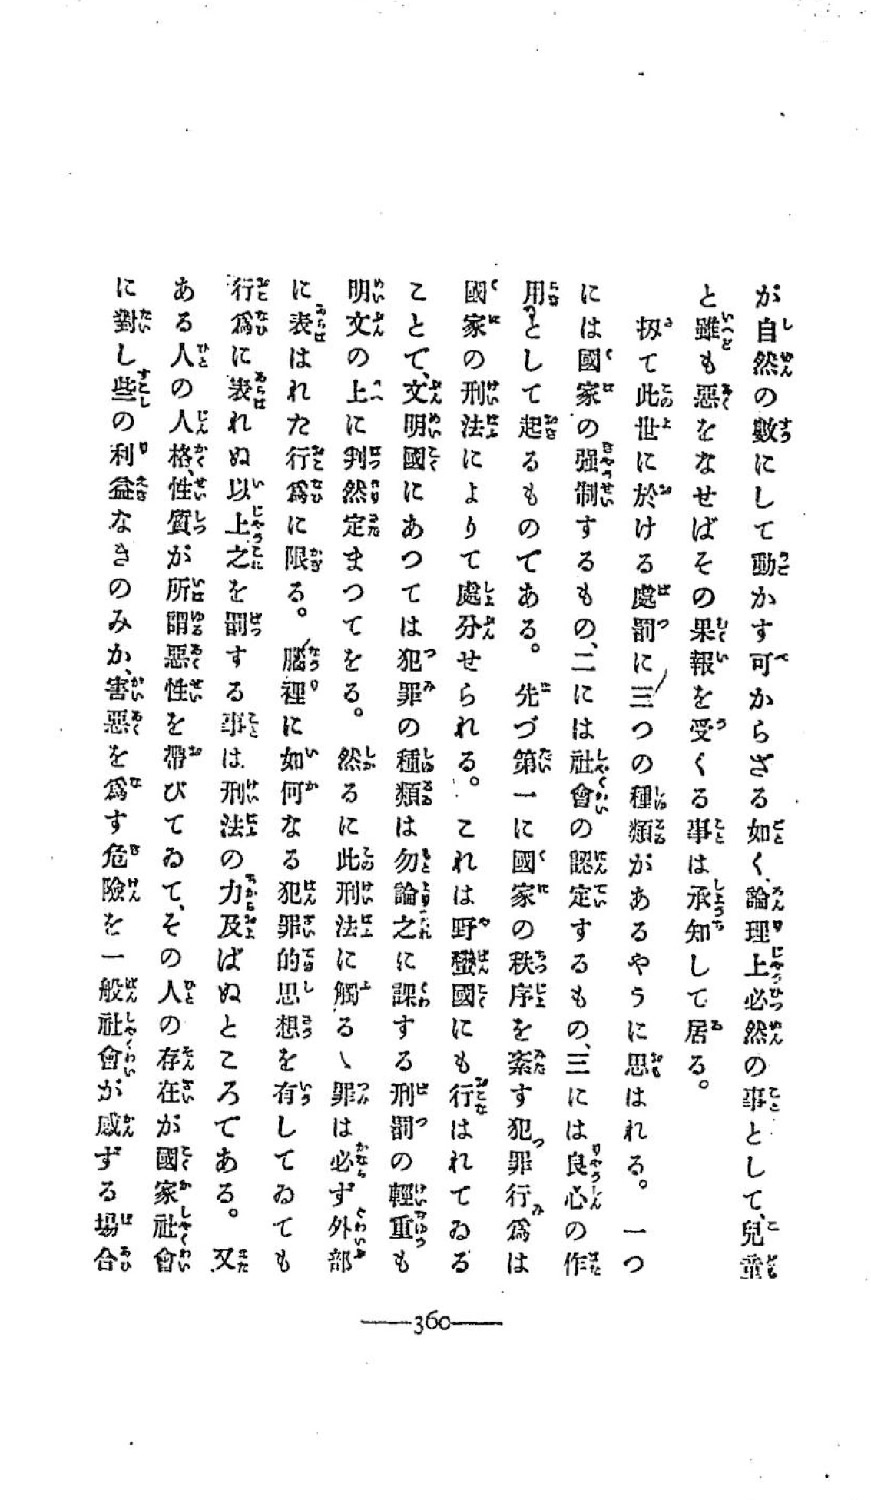 が自然の數にして動かす可からざる如く、論理上必然の事として、兒童
と雖も惡をなせばその果報を受くる事は承知して居る。
扨て此世に於ける處罰に三つの種類があるやうに思はれる。一つ
には國家の强制するもの、二には社會の認定するもの、三には良心の作
用として起るものである。先づ第一に國家の秩序を紊す犯罪行爲は
國家の刑法によりて處分せられる。これは野蠻國にも行はれてゐる
ことで、文明國にあつては犯罪の種類は勿論之に課する刑罰の輕重も
明文の上に判然定まつてをる。然るに此刑法に觸るゝ罪は必ず外部
に表はれた行爲に限る。腦裡に如何なる犯罪的思想を有してゐても
行爲に表れぬ以上之を罰する事は刑法の力及ばぬところである。又
ある人の人格、性質が所謂惡性を帶びてゐて、その人の存在が國家社會
に對し些の利益なきのみか、害惡を爲す危險を一般社會が感ずる場合
360